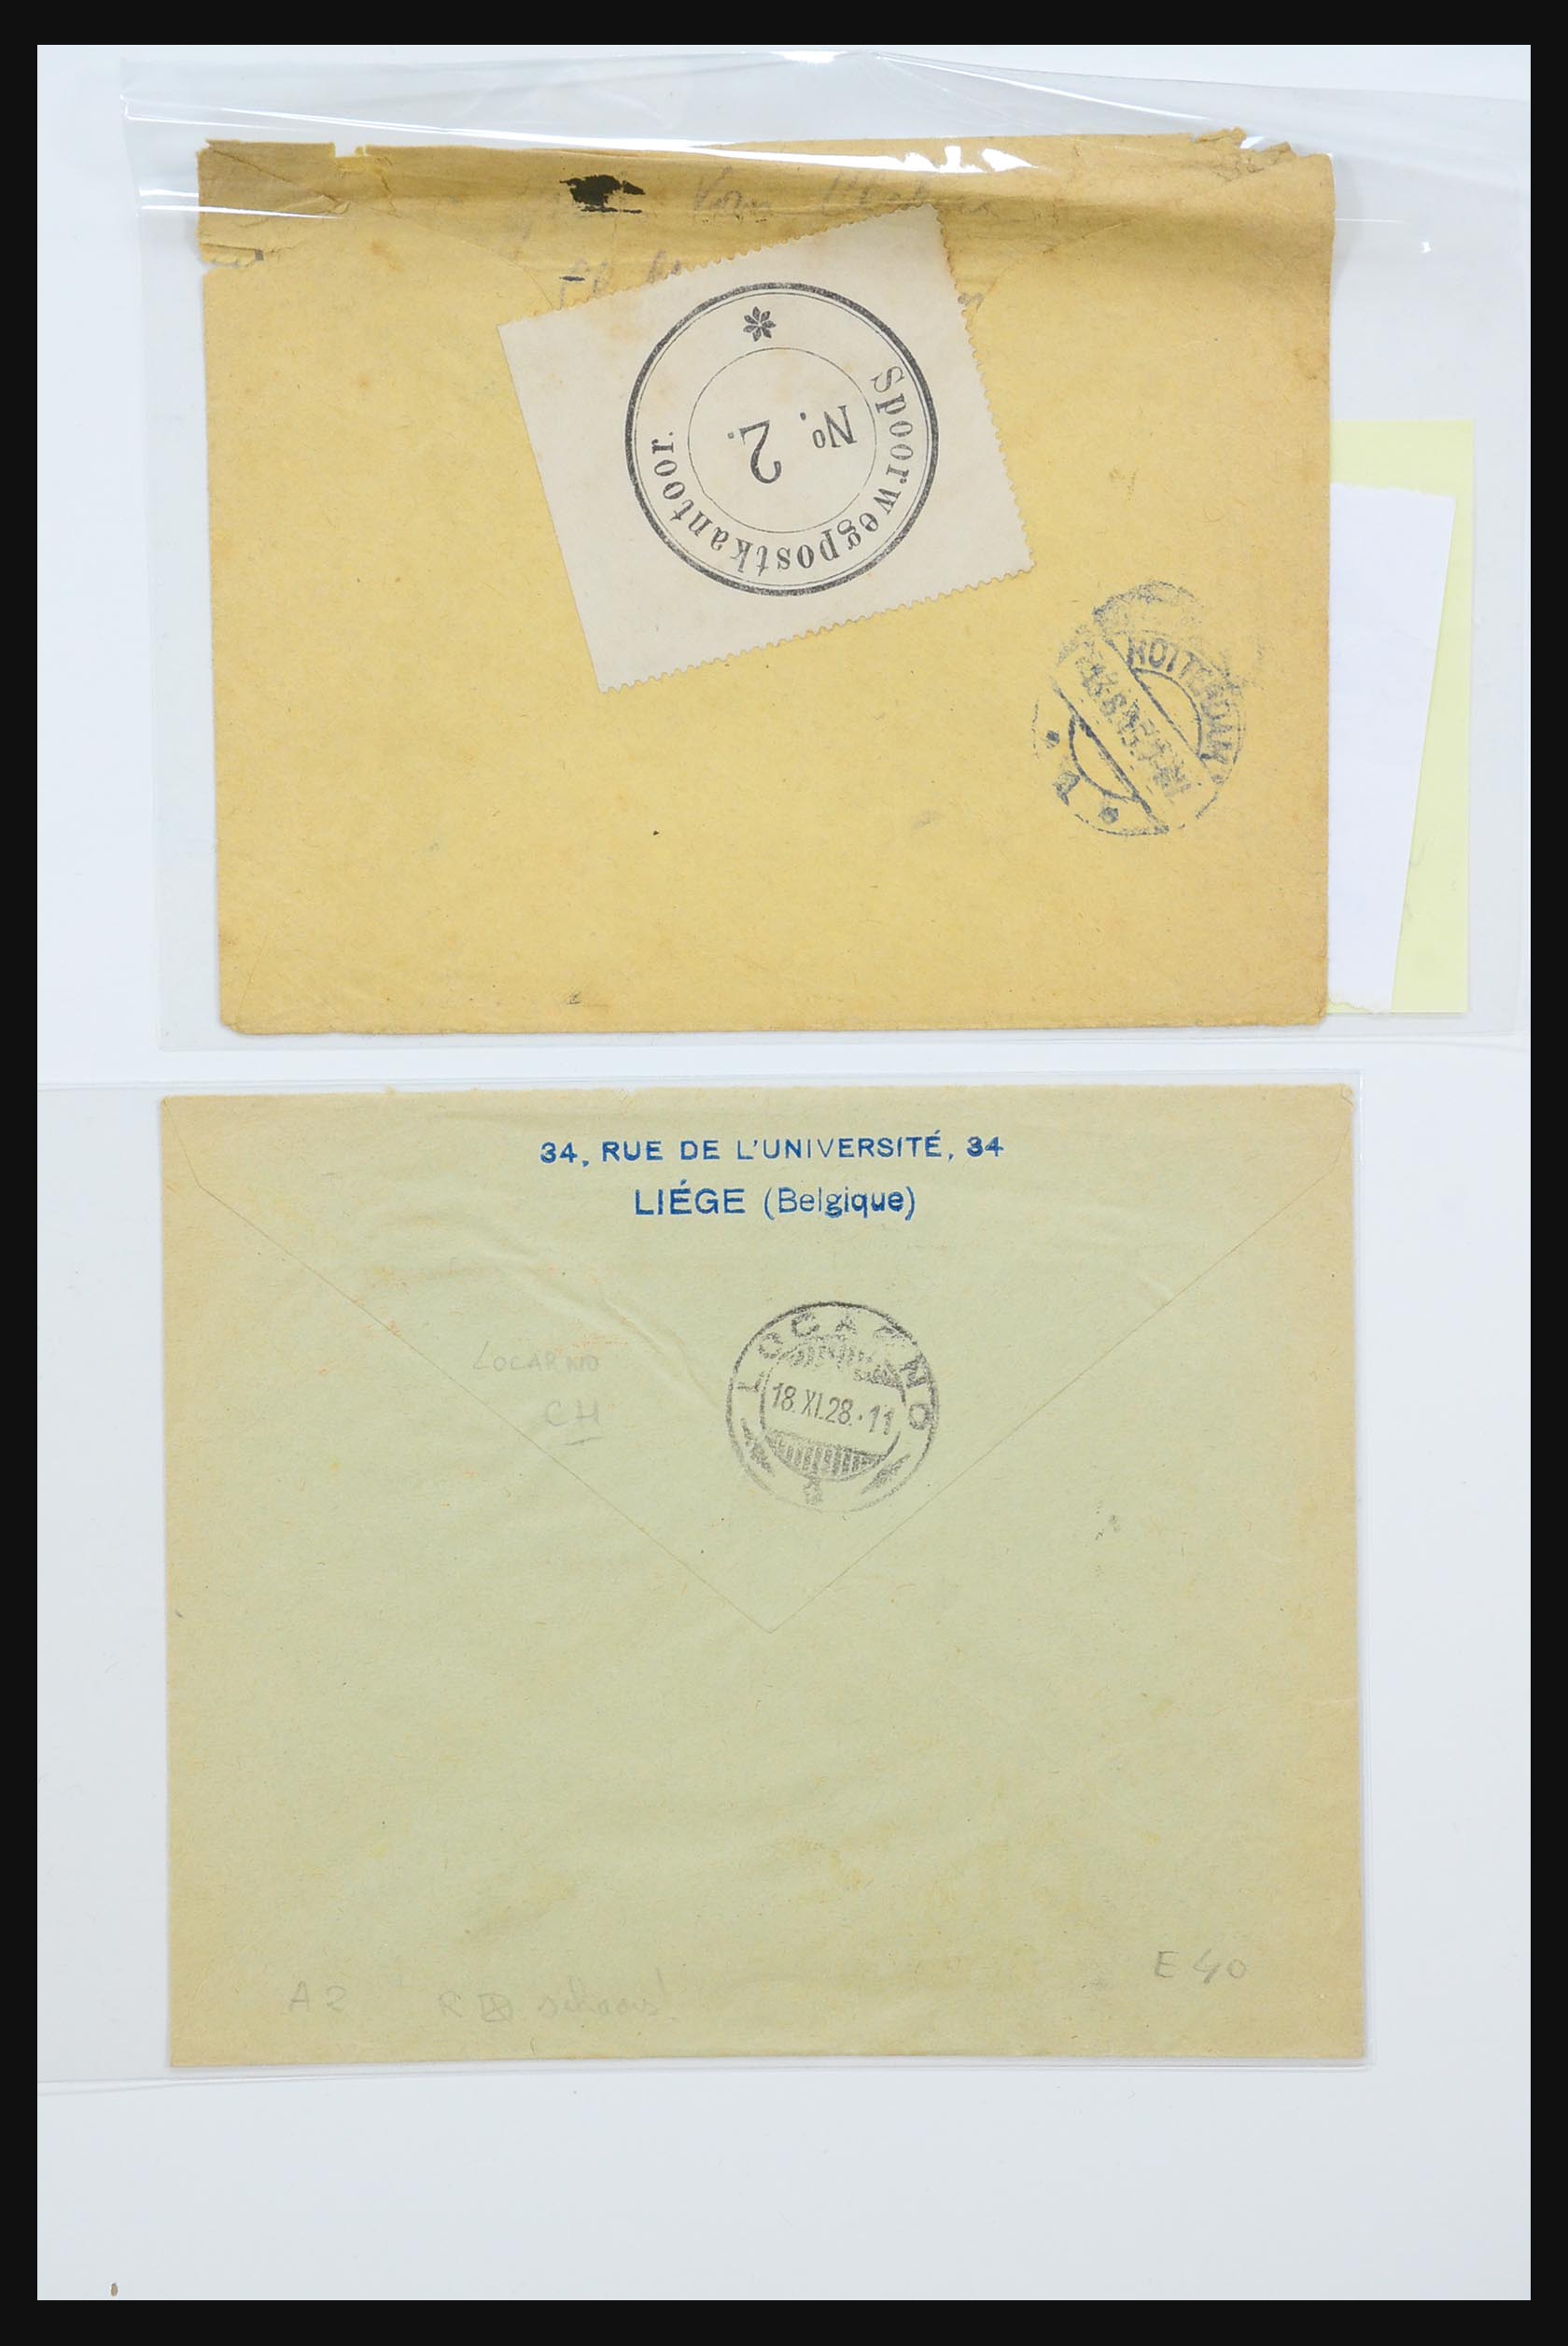 Spoorwegpostkantoor.
No. 2.
ROTTERDAM
34, RUE DE L'UNIVERSITÉ, 34
LIÉGE (Belgique)
LOCARNO
18.XI.28.-11
LOCARNO
CH
E 40
A2 R